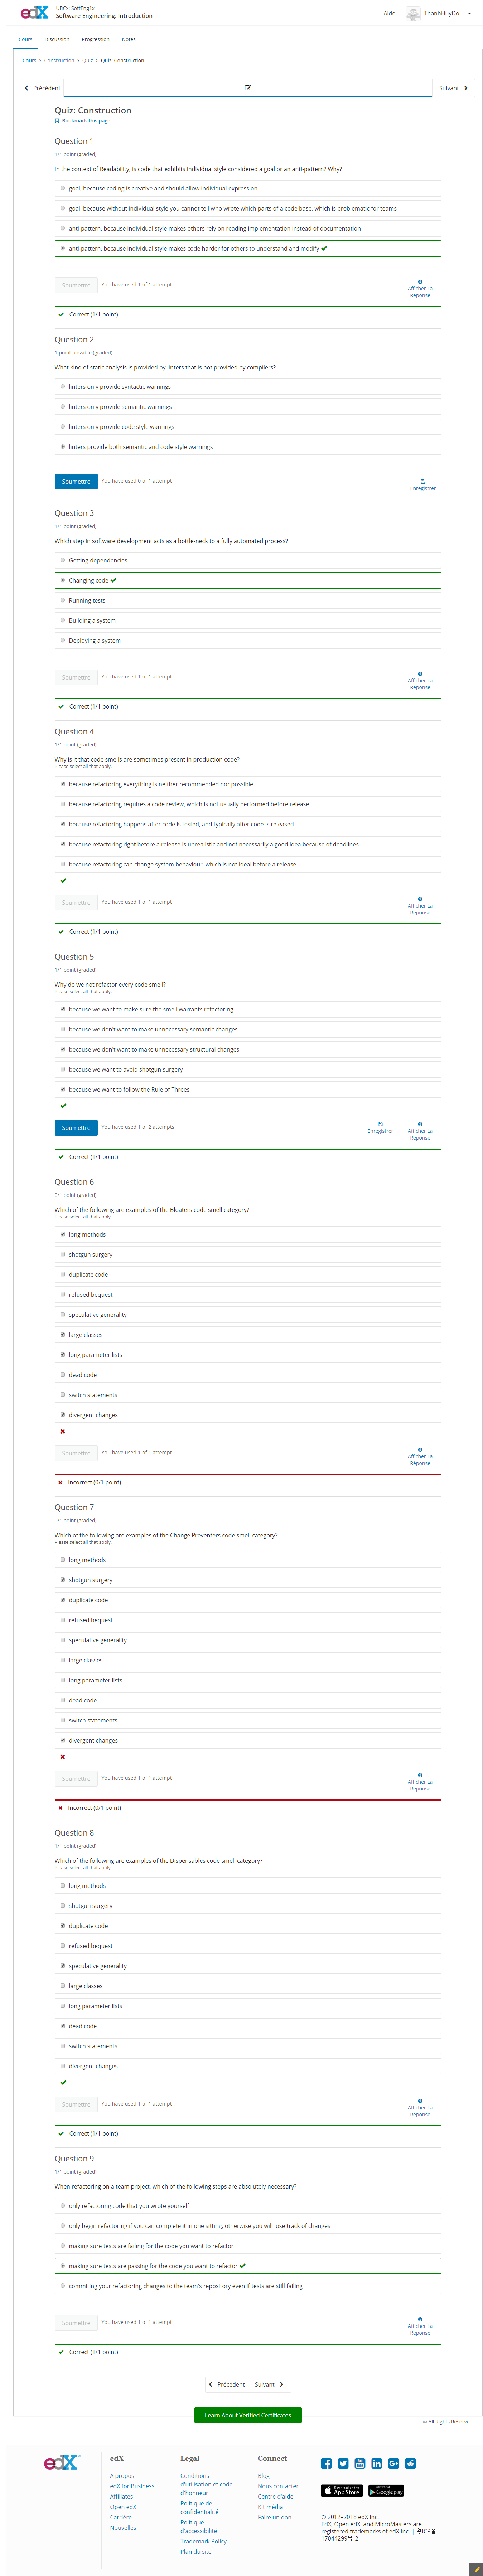 edX
UBCx: SoftEng1x
Software Engineering: Introduction
Aide
ThanhHuyDo
Cours
Discussion
Progression
Notes
Cours › Construction › Quiz › Quiz: Construction
Précédent
Suivant
Quiz: Construction
Bookmark this page
Question 1
1/1 point (graded)
In the context of Readability, is code that exhibits individual style considered a goal or an anti-pattern? Why?
goal, because coding is creative and should allow individual expression
goal, because without individual style you cannot tell who wrote which parts of a code base, which is problematic for teams
anti-pattern, because individual style makes others rely on reading implementation instead of documentation
anti-pattern, because individual style makes code harder for others to understand and modify
Soumettre
You have used 1 of 1 attempt
Afficher La
Réponse
Correct (1/1 point)
Question 2
1 point possible (graded)
What kind of static analysis is provided by linters that is not provided by compilers?
linters only provide syntactic warnings
linters only provide semantic warnings
linters only provide code style warnings
linters provide both semantic and code style warnings
Soumettre
You have used 0 of 1 attempt
Enregistrer
Question 3
1/1 point (graded)
Which step in software development acts as a bottle-neck to a fully automated process?
Getting dependencies
Changing code
Running tests
Building a system
Deploying a system
Soumettre
You have used 1 of 1 attempt
Afficher La
Réponse
Correct (1/1 point)
Question 4
1/1 point (graded)
Why is it that code smells are sometimes present in production code?
Please select all that apply.
because refactoring everything is neither recommended nor possible
because refactoring requires a code review, which is not usually performed before release
because refactoring happens after code is tested, and typically after code is released
because refactoring right before a release is unrealistic and not necessarily a good idea because of deadlines
because refactoring can change system behaviour, which is not ideal before a release
Soumettre
You have used 1 of 1 attempt
Afficher La
Réponse
Correct (1/1 point)
Question 5
1/1 point (graded)
Why do we not refactor every code smell?
Please select all that apply.
because we want to make sure the smell warrants refactoring
because we don't want to make unnecessary semantic changes
because we don't want to make unnecessary structural changes
because we want to avoid shotgun surgery
because we want to follow the Rule of Threes
Soumettre
You have used 1 of 2 attempts
Enregistrer
Afficher La
Réponse
Correct (1/1 point)
Question 6
0/1 point (graded)
Which of the following are examples of the Bloaters code smell category?
Please select all that apply.
long methods
shotgun surgery
duplicate code
refused bequest
speculative generality
large classes
long parameter lists
dead code
switch statements
divergent changes
Soumettre
You have used 1 of 1 attempt
Afficher La
Réponse
Incorrect (0/1 point)
Question 7
0/1 point (graded)
Which of the following are examples of the Change Preventers code smell category?
Please select all that apply.
long methods
shotgun surgery
duplicate code
refused bequest
speculative generality
large classes
long parameter lists
dead code
switch statements
divergent changes
Soumettre
You have used 1 of 1 attempt
Afficher La
Réponse
Incorrect (0/1 point)
Question 8
1/1 point (graded)
Which of the following are examples of the Dispensables code smell category?
Please select all that apply.
long methods
shotgun surgery
duplicate code
refused bequest
speculative generality
large classes
long parameter lists
dead code
switch statements
divergent changes
Soumettre
You have used 1 of 1 attempt
Afficher La
Réponse
Correct (1/1 point)
Question 9
1/1 point (graded)
When refactoring on a team project, which of the following steps are absolutely necessary?
only refactoring code that you wrote yourself
only begin refactoring if you can complete it in one sitting, otherwise you will lose track of changes
making sure tests are failing for the code you want to refactor
making sure tests are passing for the code you want to refactor
commiting your refactoring changes to the team's repository even if tests are still failing
Soumettre
You have used 1 of 1 attempt
Afficher La
Réponse
Correct (1/1 point)
Précédent
Suivant
Learn About Verified Certificates
© All Rights Reserved
edX
edX
A propos
edX for Business
Affiliates
Open edX
Carrière
Nouvelles
Legal
Conditions
d'utilisation et code
d'honneur
Politique de
confidentialité
Politique
d'accessibilité
Trademark Policy
Plan du site
Connect
Blog
Nous contacter
Centre d'aide
Kit média
Faire un don
Download on the
App Store
Google play
© 2012–2018 edX Inc.
EdX, Open edX, and MicroMasters are
registered trademarks of edX Inc. | 粤ICP备
17044299号-2